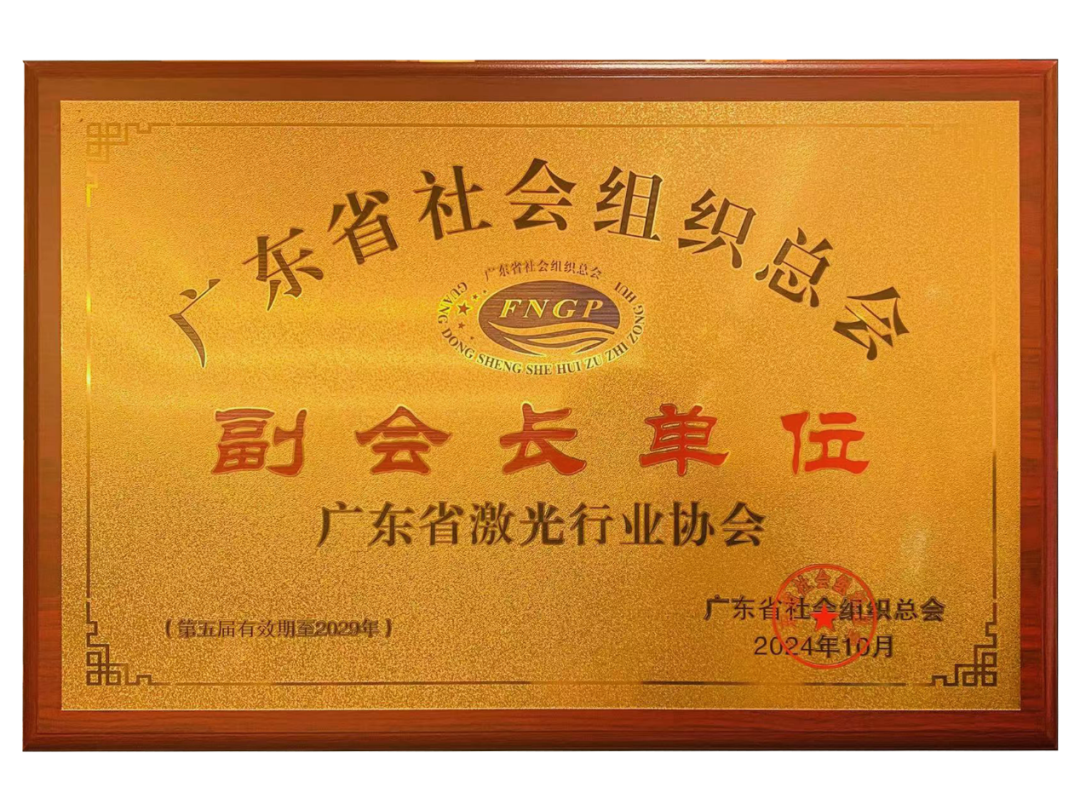 广东省社会组织总会
广东省社会组织总会
FNGP
GUANG DONG SHENG SHE HUI ZU ZHI ZONG HUI
副会长单位
广东省激光行业协会
(第五届有效期至2029年)
广东省社会组织总会
2024年10月